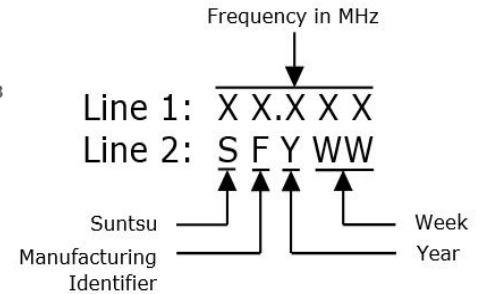 Frequency in MHz
Line 1: X X.X X X
Line 2: S F Y WW
Suntsu
Week
Manufacturing
Identifier
Year